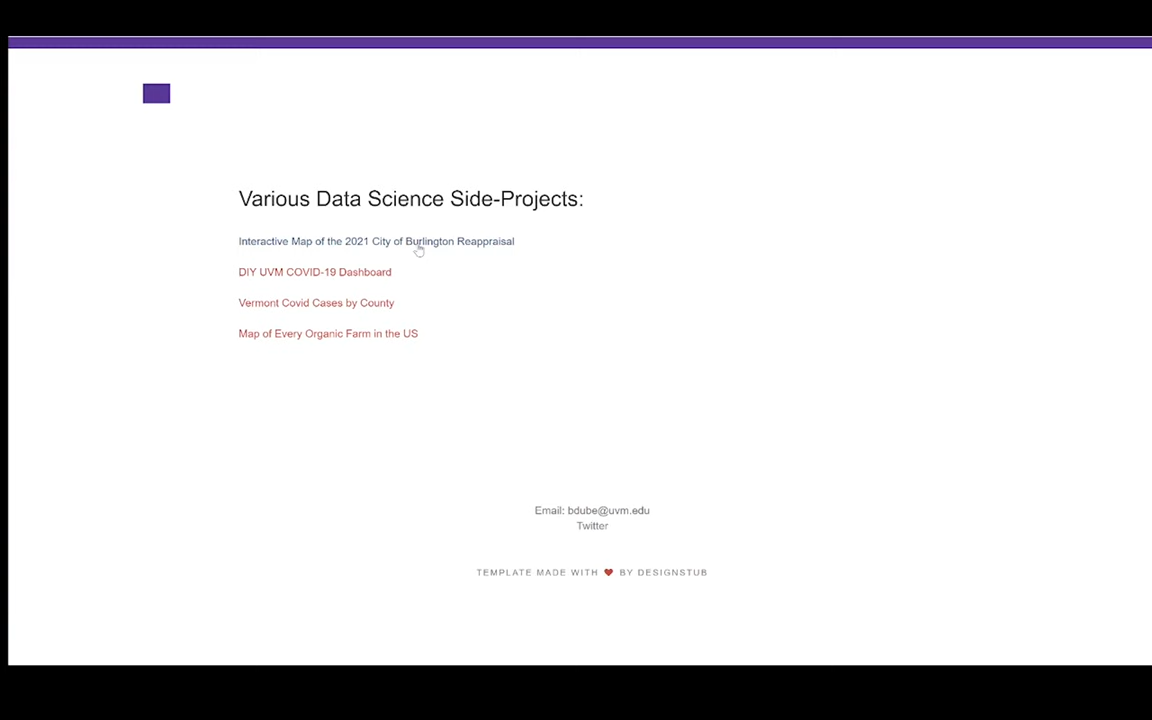 Various Data Science Side-Projects:
Interactive Map of the 2021 City of Burlington Reappraisal
DIY UVM COVID-19 Dashboard
Vermont Covid Cases by County
Map of Every Organic Farm in the US
Email: bdube@uvm.edu
Twitter
TEMPLATE MADE WITH ❤ BY DESIGNSTUB